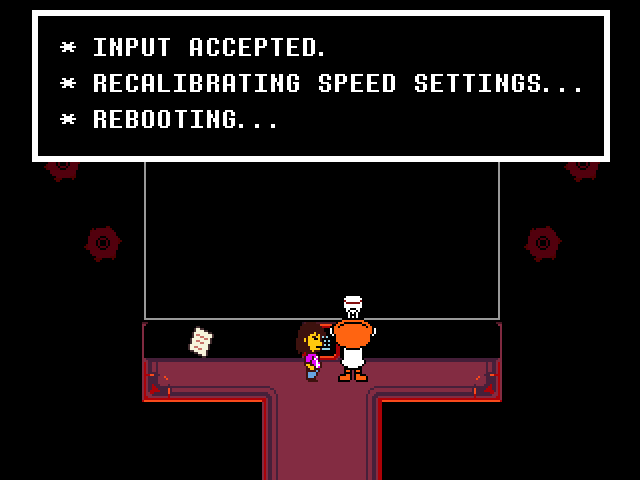 * INPUT ACCEPTED.
* RECALIBRATING SPEED SETTINGS...
* REBOOTING...